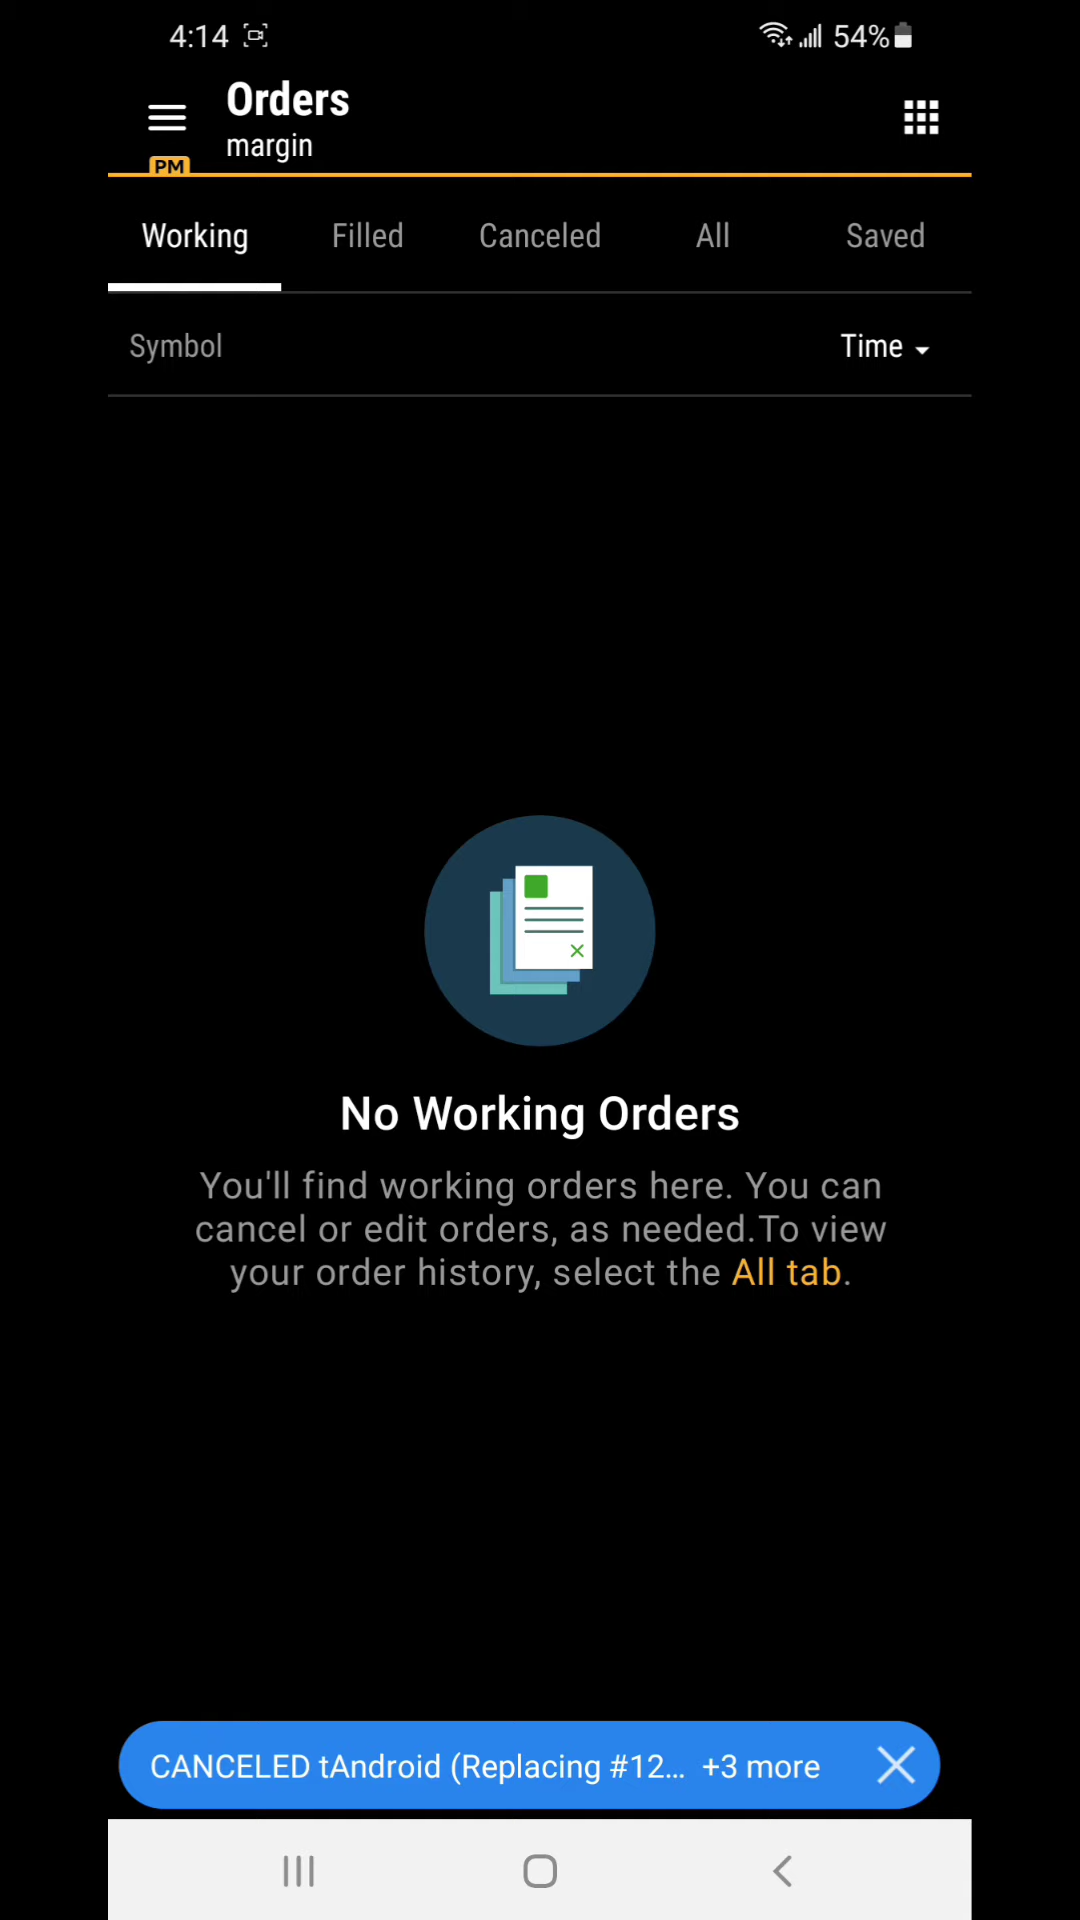 4:14 54%
Orders
margin
PM
Working Filled Canceled All Saved
Symbol Time
No Working Orders
You'll find working orders here. You can
cancel or edit orders, as needed.To view
your order history, select the All tab.
CANCELED tAndroid (Replacing #12... +3 more